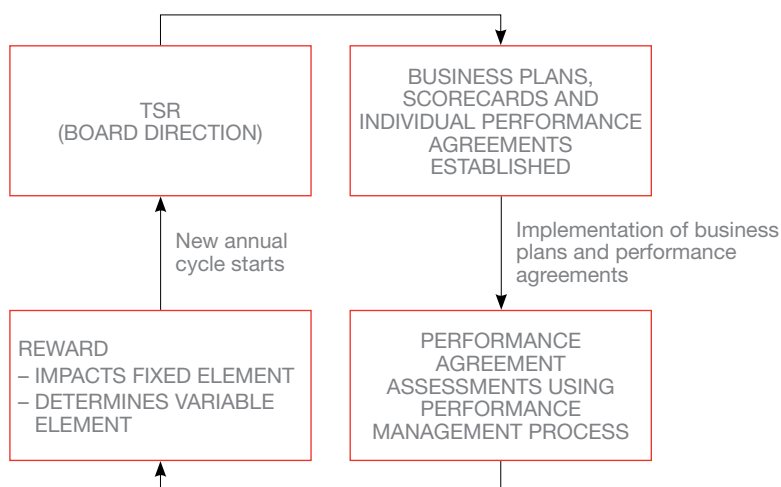 TSR
(BOARD DIRECTION)
BUSINESS PLANS,
SCORECARDS AND
INDIVIDUAL PERFORMANCE
AGREEMENTS
ESTABLISHED
New annual
cycle starts
Implementation of business
plans and performance
agreements
REWARD
– IMPACTS FIXED ELEMENT
– DETERMINES VARIABLE
ELEMENT
PERFORMANCE
AGREEMENT
ASSESSMENTS USING
PERFORMANCE
MANAGEMENT PROCESS